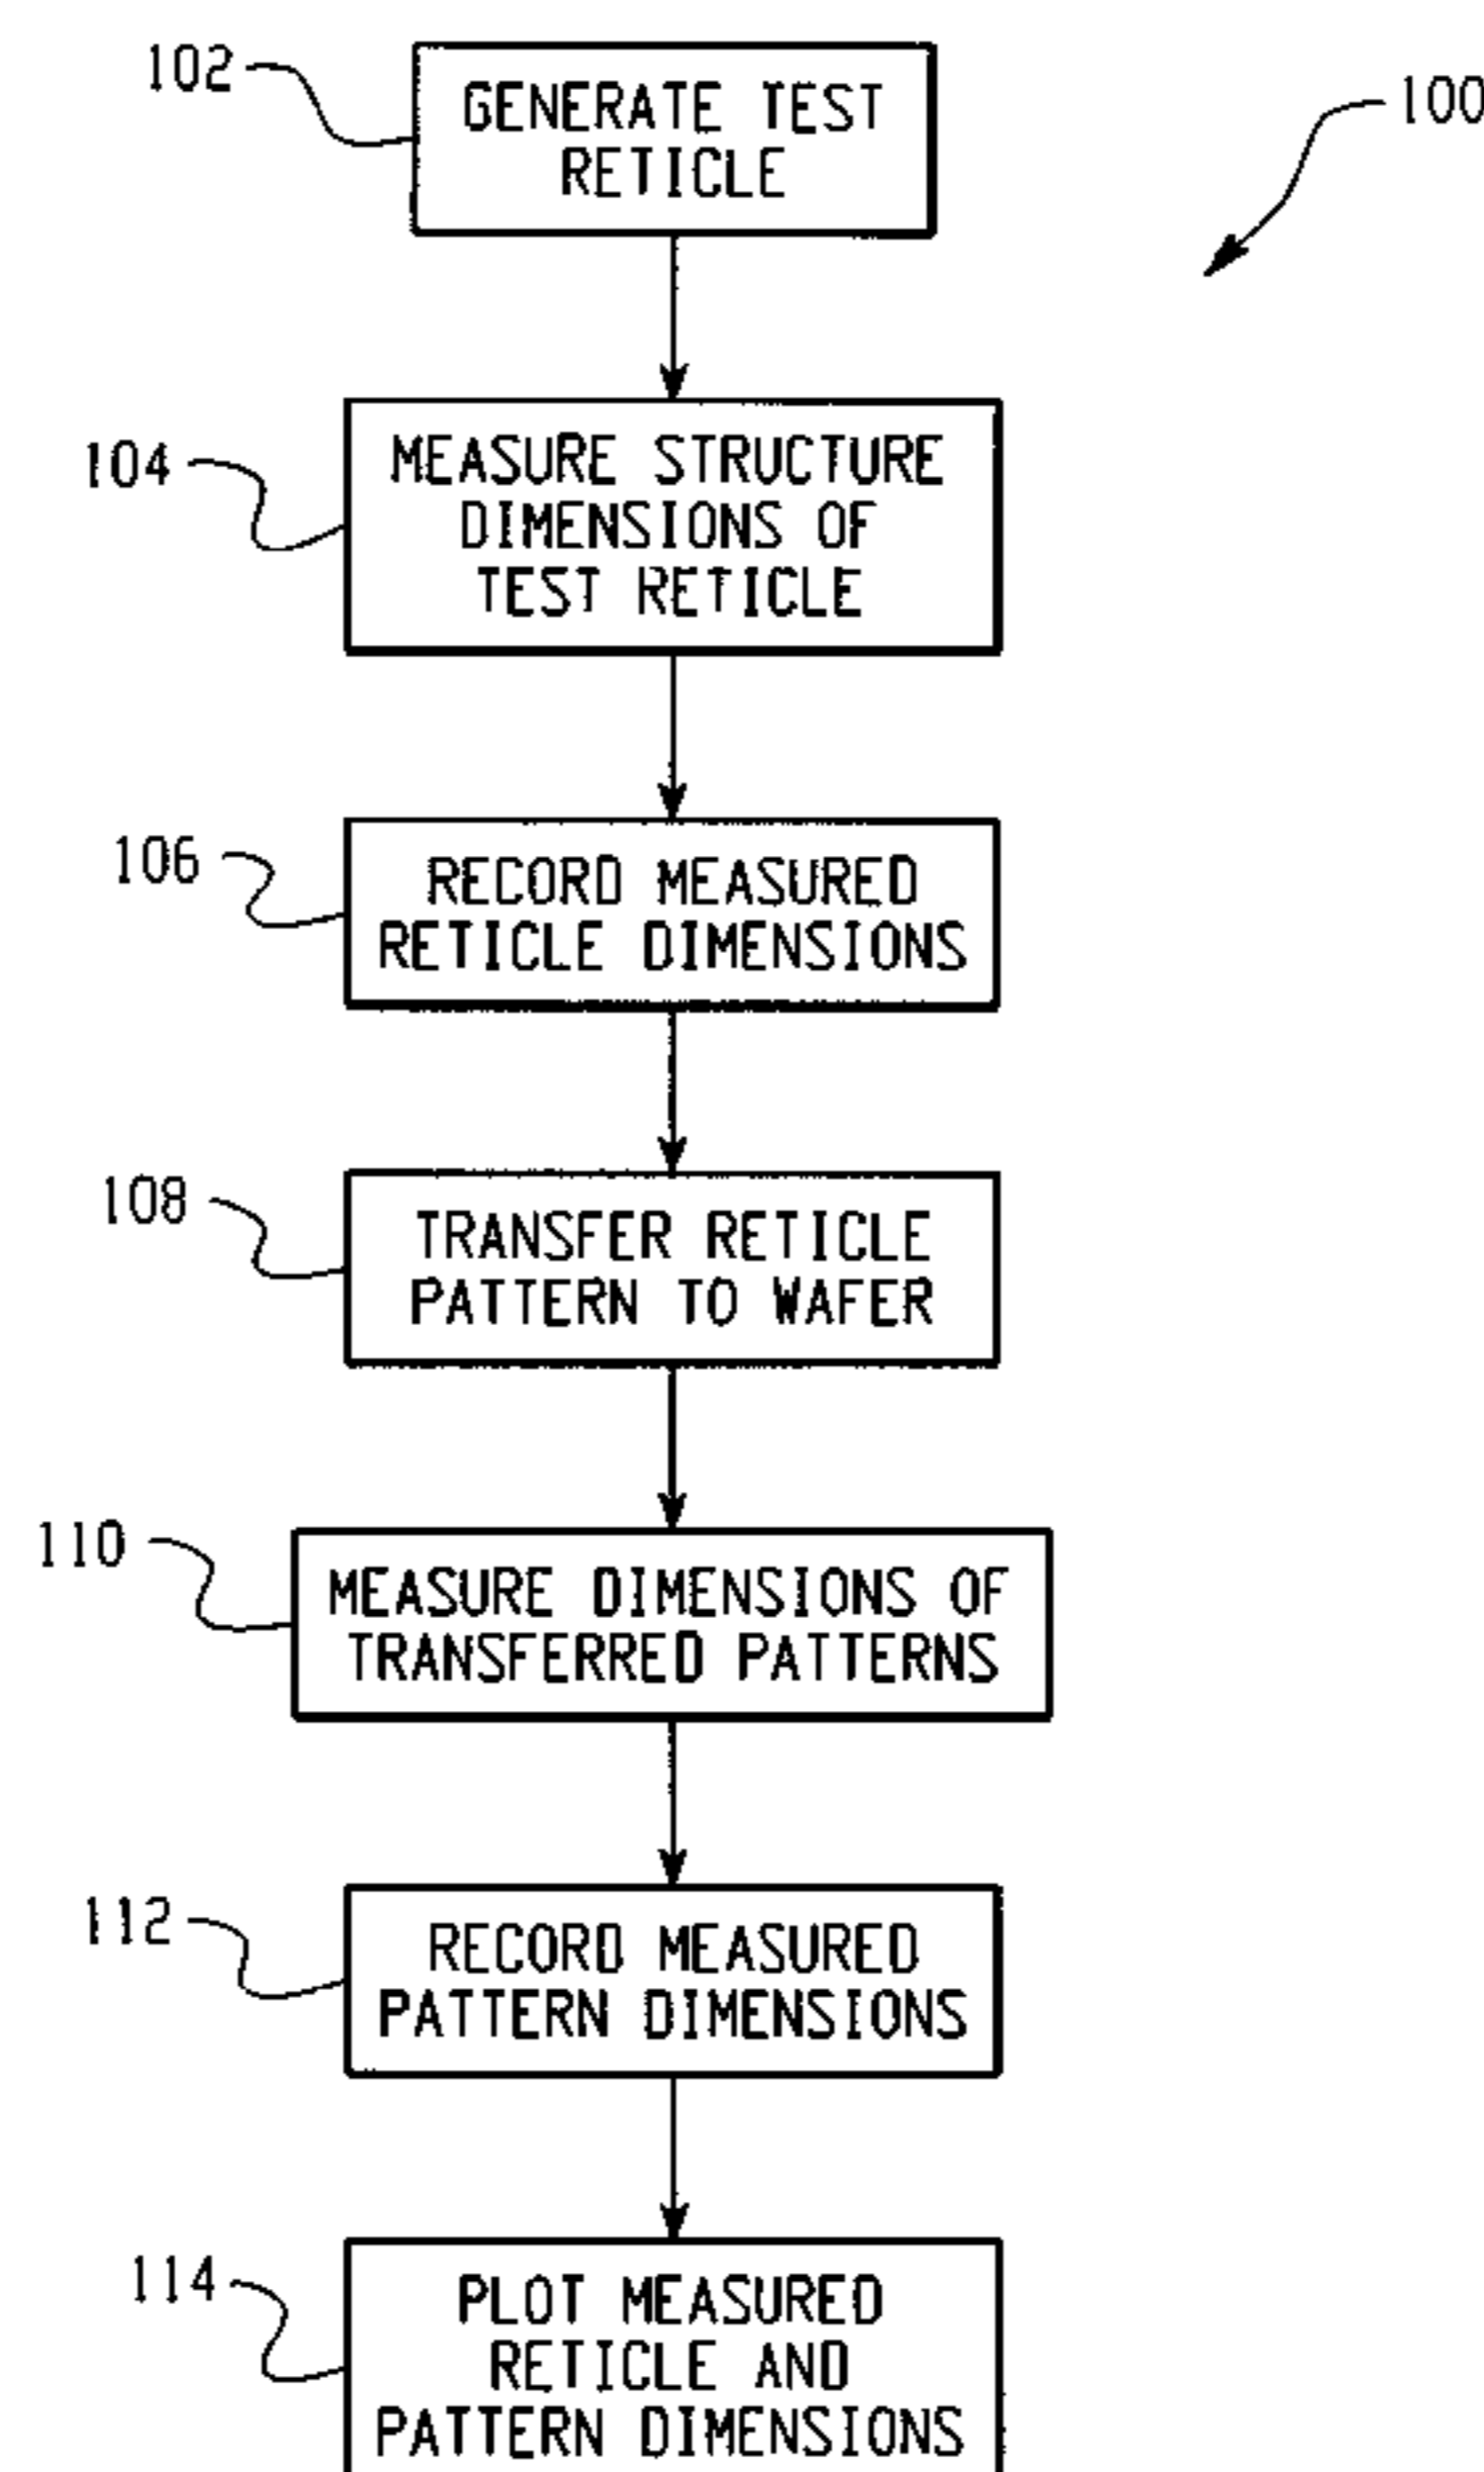 102
GENERATE TEST
RETICLE
100
104
MEASURE STRUCTURE
DIMENSIONS OF
TEST RETICLE
106
RECORD MEASURED
RETICLE DIMENSIONS
108
TRANSFER RETICLE
PATTERN TO WAFER
110
MEASURE DIMENSIONS OF
TRANSFERRED PATTERNS
112
RECORD MEASURED
PATTERN DIMENSIONS
114
PLOT MEASURED
RETICLE AND
PATTERN DIMENSIONS